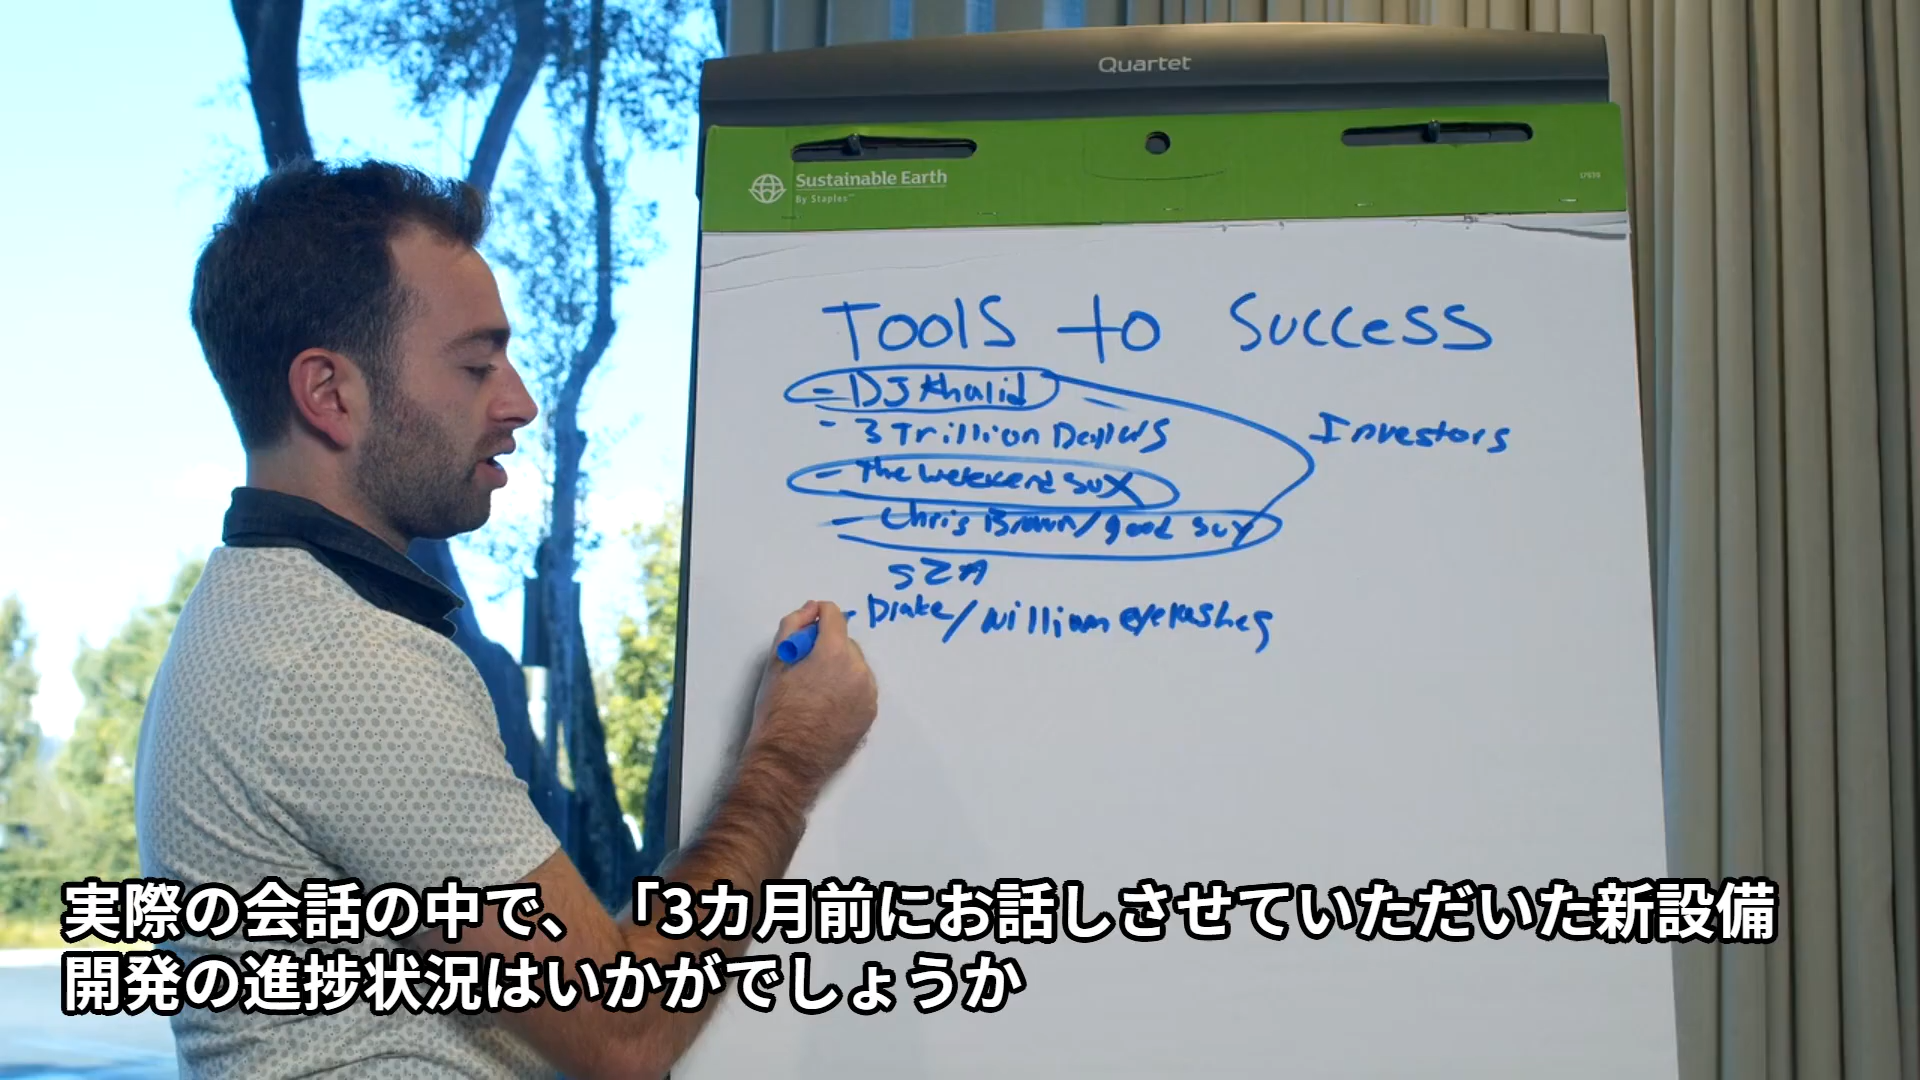 Quartet
Sustainable Earth
By Staples
Tools to Success
- DJ Khalid
- 3 Trillion Dollars
Investors
- The weekend SUX
- Chris Brown/good guy
SZA
- Drake/william eyelashes
実際の会話の中で、「3カ月前にお話しさせていただいた新設備
開発の進捗状況はいかがでしょうか